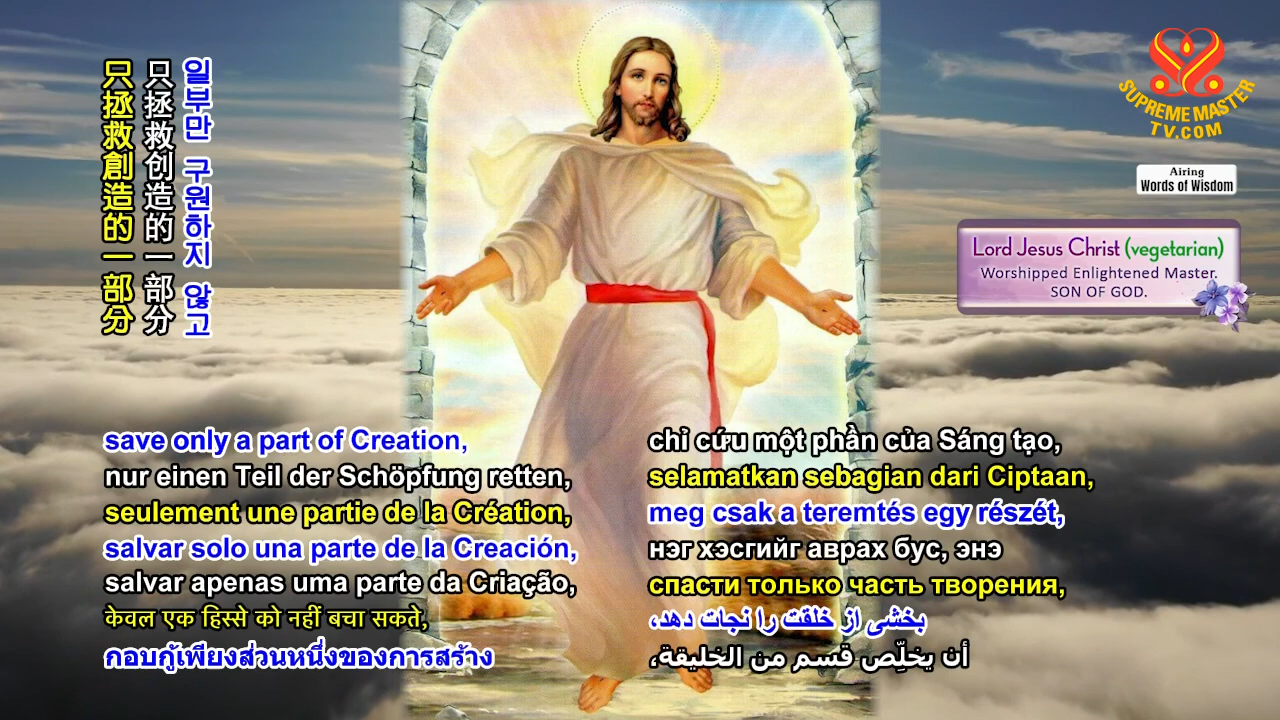 只拯救創造的一部分
只拯救创造的一部分
일부만 구원하지 않고
SUPREME MASTER
TV.COM
Airing
Words of Wisdom
Lord Jesus Christ (vegetarian)
Worshipped Enlightened Master.
SON OF GOD.
save only a part of Creation,
nur einen Teil der Schöpfung retten,
seulement une partie de la Création,
salvar solo una parte de la Creación,
salvar apenas uma parte da Criação,
केवल एक हिस्से को नहीं बचा सकते,
กอบกู้เพียงส่วนหนึ่งของการสร้าง
chỉ cứu một phần của Sáng tạo,
selamatkan sebagian dari Ciptaan,
meg csak a teremtés egy részét,
нэг хэсгийг аврах бус, энэ
спасти только часть творения,
بخشی از خلقت را نجات دهد،
أن يخلِّص قسم من الخليقة،